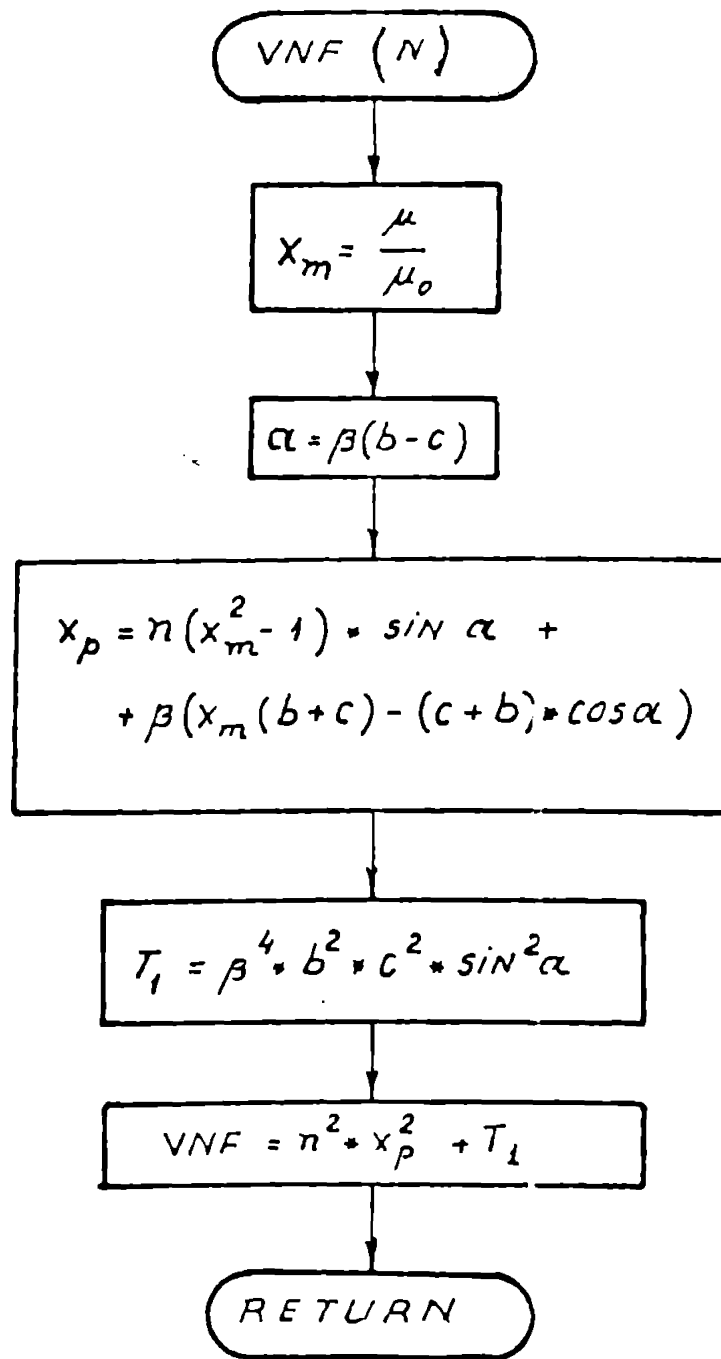 VNF (N)
X_m = μ / μ_0
α = β(b - c)
x_p = n(x_m^2 - 1) * SIN α +
+ β(x_m(b + c) - (c + b) * COS α)
T_1 = β^4 * b^2 * c^2 * SIN^2 α
VNF = n^2 * x_p^2 + T_1
RETURN